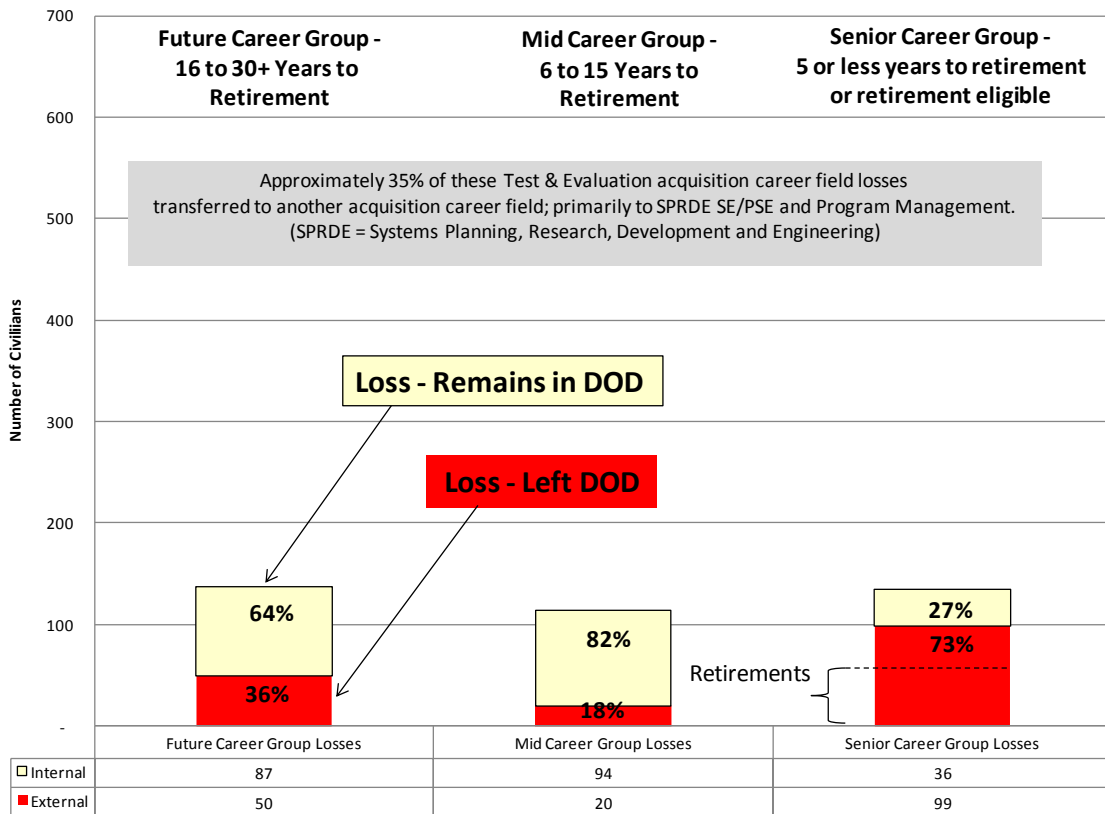 700
600
500
400
300
200
100
-
Number of Civiliians
Future Career Group -
16 to 30+ Years to
Retirement
Mid Career Group -
6 to 15 Years to
Retirement
Senior Career Group -
5 or less years to retirement
or retirement eligible
Approximately 35% of these Test & Evaluation acquisition career field losses
transferred to another acquisition career field; primarily to SPRDE SE/PSE and Program Management.
(SPRDE = Systems Planning, Research, Development and Engineering)
Loss - Remains in DOD
Loss - Left DOD
64%
36%
82%
18%
27%
73%
Retirements
Future Career Group Losses Mid Career Group Losses Senior Career Group Losses
Internal 87 94 36
External 50 20 99